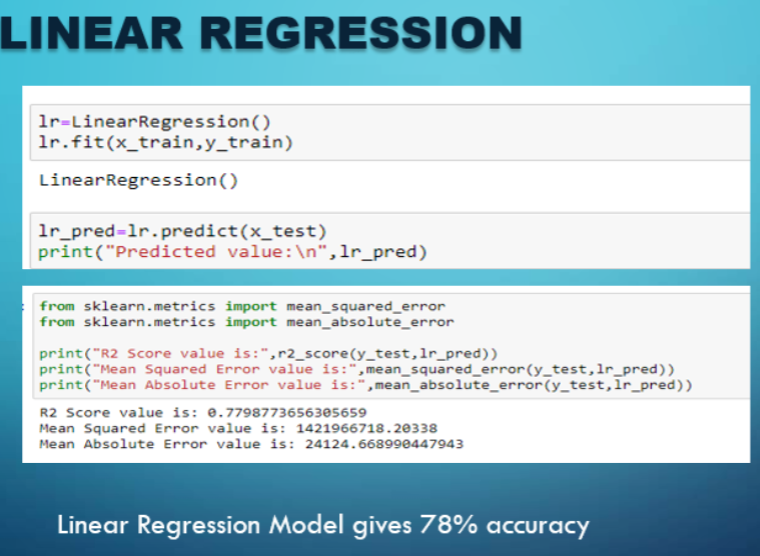 LINEAR REGRESSION
lr=LinearRegression()
lr.fit(x_train,y_train)
LinearRegression()
lr_pred=lr.predict(x_test)
print("Predicted value:\n",lr_pred)
from sklearn.metrics import mean_squared_error
from sklearn.metrics import mean_absolute_error
print("R2 Score value is:",r2_score(y_test,lr_pred))
print("Mean Squared Error value is:",mean_squared_error(y_test,lr_pred))
print("Mean Absolute Error value is:",mean_absolute_error(y_test,lr_pred))
R2 Score value is: 0.7798773656305659
Mean Squared Error value is: 1421966718.20338
Mean Absolute Error value is: 24124.668990447943
Linear Regression Model gives 78% accuracy